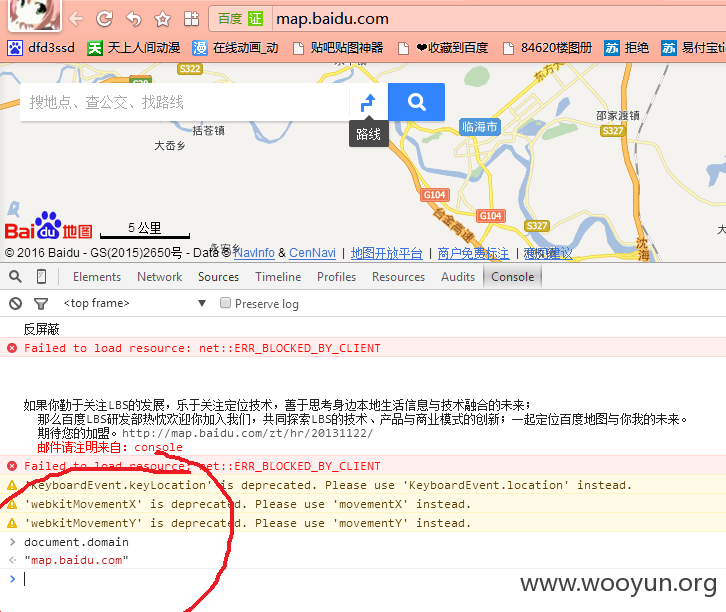 百度 证 map.baidu.com
dfd3ssd 天 天上人间动漫 漫 在线动画_动 贴吧贴图神器 ❤收藏到百度 84620楼图册 苏 拒绝 苏 易付宝ti
S322
搜地点、查公交、找路线
路线
括苍镇
大岙乡
临海市
邵家渡镇
S327
G104
G104
台金高速
S327
沈海
Bai du 地图
5 公里
© 2016 Baidu - GS(2015)2650号 - Data © NavInfo & CenNavi | 地图开放平台 | 商户免费标注 |
Elements Network Sources Timeline Profiles Resources Audits Console
<top frame> ▼ Preserve log
反屏蔽
Failed to load resource: net::ERR_BLOCKED_BY_CLIENT
如果你勤于关注LBS的发展，乐于关注定位技术，善于思考身边本地生活信息与技术融合的未来；
那么百度LBS研发部热忱欢迎你加入我们，共同探索LBS的技术、产品与商业模式的创新；一起定位百度地图与你我的未来。
期待您的加盟。http://map.baidu.com/zt/hr/20131122/
邮件请注明来自：console
Failed to load resource: net::ERR_BLOCKED_BY_CLIENT
'KeyboardEvent.keyLocation' is deprecated. Please use 'KeyboardEvent.location' instead.
'webkitMovementX' is deprecated. Please use 'movementX' instead.
'webkitMovementY' is deprecated. Please use 'movementY' instead.
> document.domain
"map.baidu.com"
>
www.wooyun.org